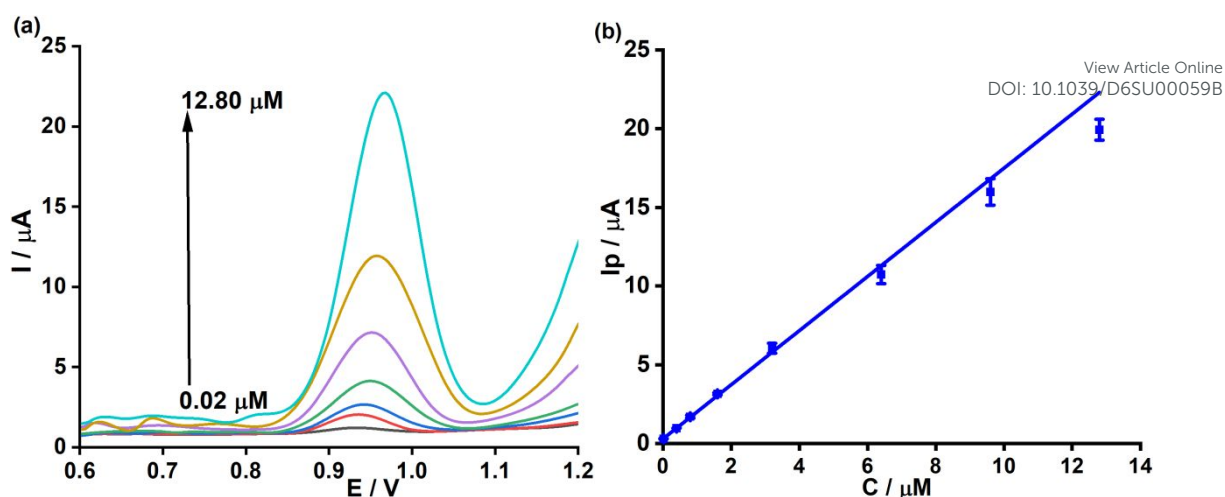 (a)
25
20
15
10
5
0
I / µA
12.80 µM
0.02 µM
0.6 0.7 0.8 0.9 1.0 1.1 1.2
E / V
(b)
25
20
15
10
5
0
Ip / µA
0 2 4 6 8 10 12 14
C / µM
View Article Online
DOI: 10.1039/D6SU00059B